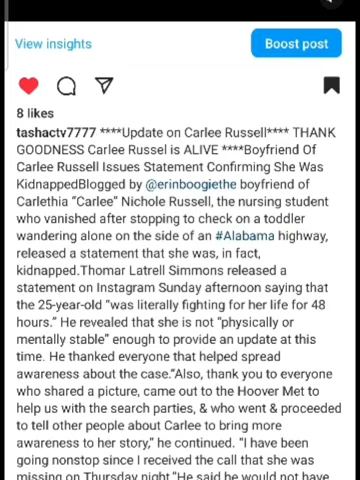 View insights
Boost post
8 likes
tashactv7777 ****Update on Carlee Russell**** THANK
GOODNESS Carlee Russel is ALIVE ****Boyfriend Of
Carlee Russell Issues Statement Confirming She Was
KidnappedBlogged by @erinboogiethe boyfriend of
Carlethia “Carlee” Nichole Russell, the nursing student
who vanished after stopping to check on a toddler
wandering alone on the side of an #Alabama highway,
released a statement that she was, in fact,
kidnapped.Thomar Latrell Simmons released a
statement on Instagram Sunday afternoon saying that
the 25-year-old “was literally fighting for her life for 48
hours.” He revealed that she is not “physically or
mentally stable” enough to provide an update at this
time. He thanked everyone that helped spread
awareness about the case.“Also, thank you to everyone
who shared a picture, came out to the Hoover Met to
help us with the search parties, & who went & proceeded
to tell other people about Carlee to bring more
awareness to her story,” he continued. “I have been
going nonstop since I received the call that she was
missing on Thursday night.”He said he would not have